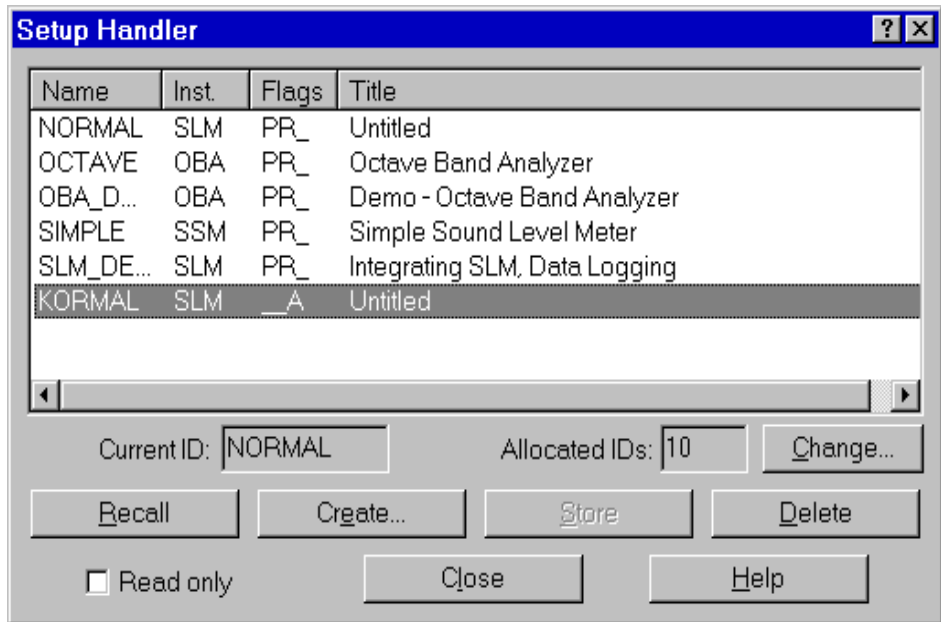 Setup Handler
Name Inst. Flags Title
NORMAL SLM PR_ Untitled
OCTAVE OBA PR_ Octave Band Analyzer
OBA_D... OBA PR_ Demo - Octave Band Analyzer
SIMPLE SSM PR_ Simple Sound Level Meter
SLM_DE... SLM PR_ Integrating SLM, Data Logging
KORMAL SLM __A Untitled
Current ID: NORMAL Allocated IDs: 10 Change...
Recall Create... Store Delete
Read only Close Help